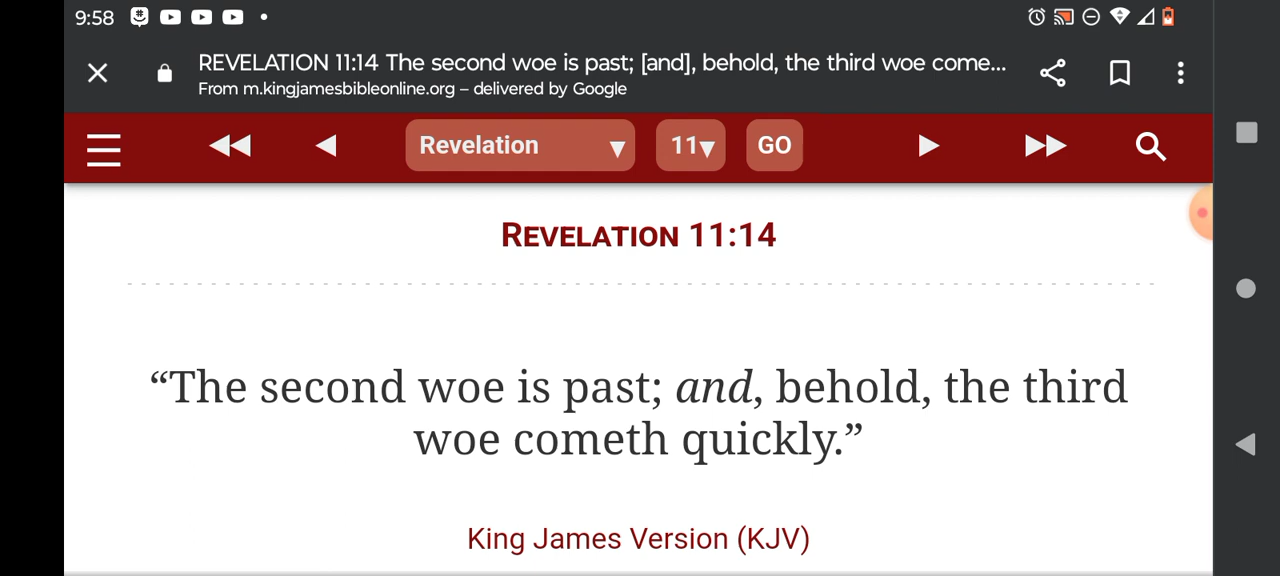 9:58
REVELATION 11:14 The second woe is past; [and], behold, the third woe come...
From m.kingjamesbibleonline.org – delivered by Google
Revelation 11 GO
REVELATION 11:14
“The second woe is past; and, behold, the third
woe cometh quickly.”
King James Version (KJV)